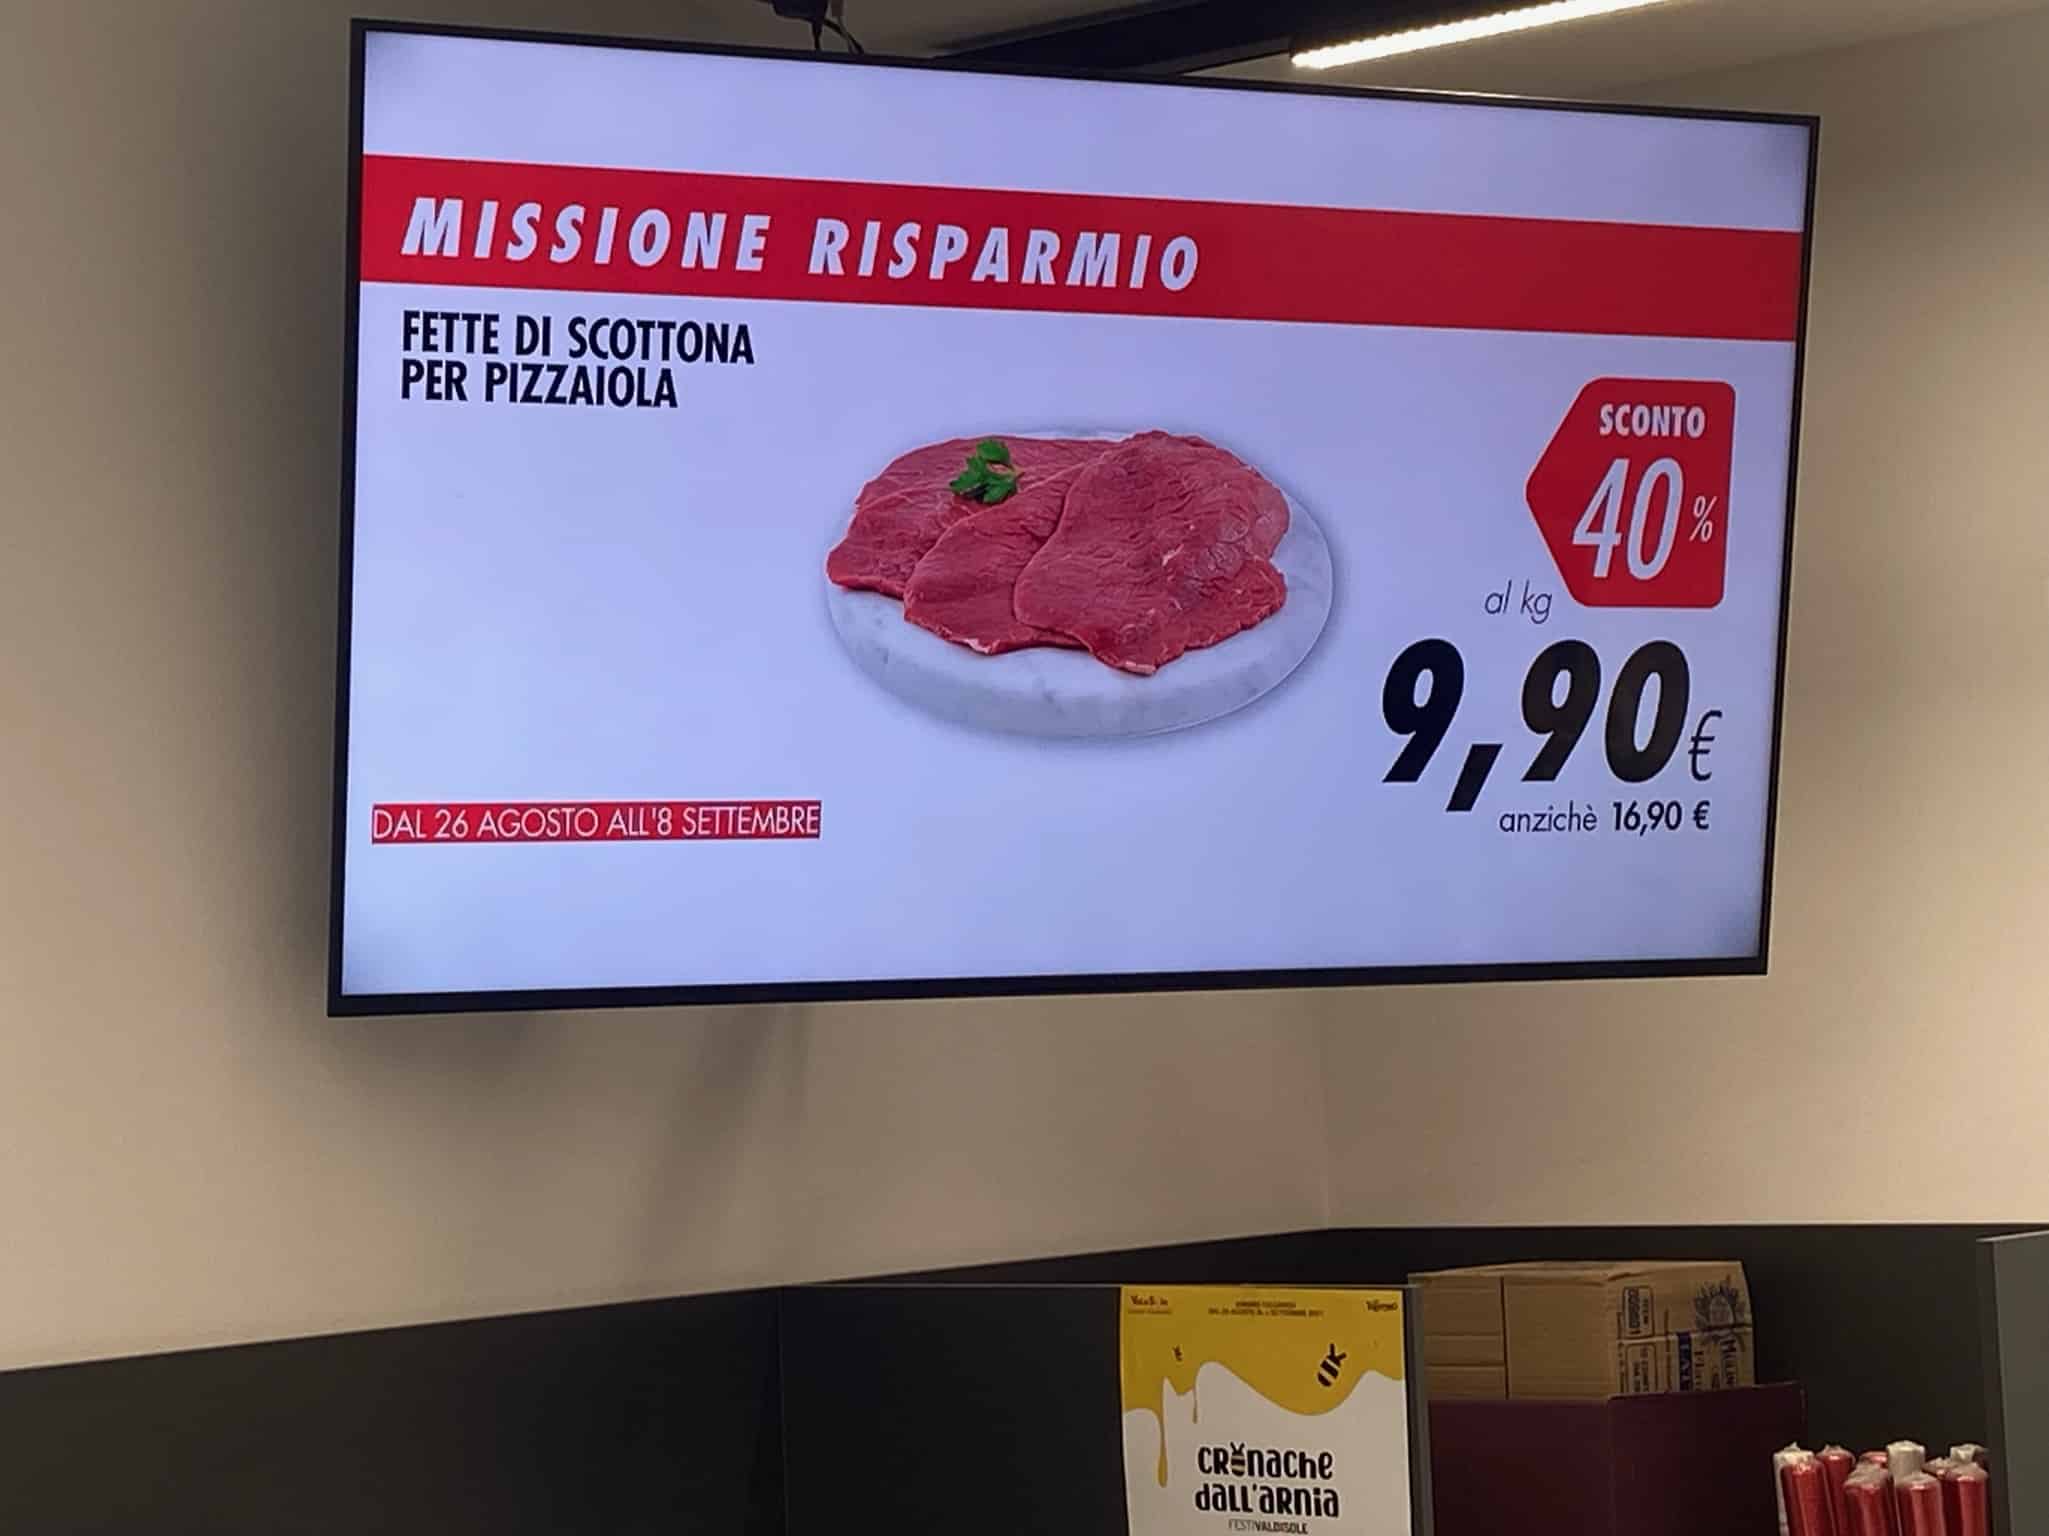 MISSIONE RISPARMIO
FETTE DI SCOTTONA
PER PIZZAIOLA
SCONTO
40%
al kg
9,90€
anzichè 16,90 €
DAL 26 AGOSTO ALL'8 SETTEMBRE
CRONACHE
DALL'ARNIA
FESTIVALDISOLE